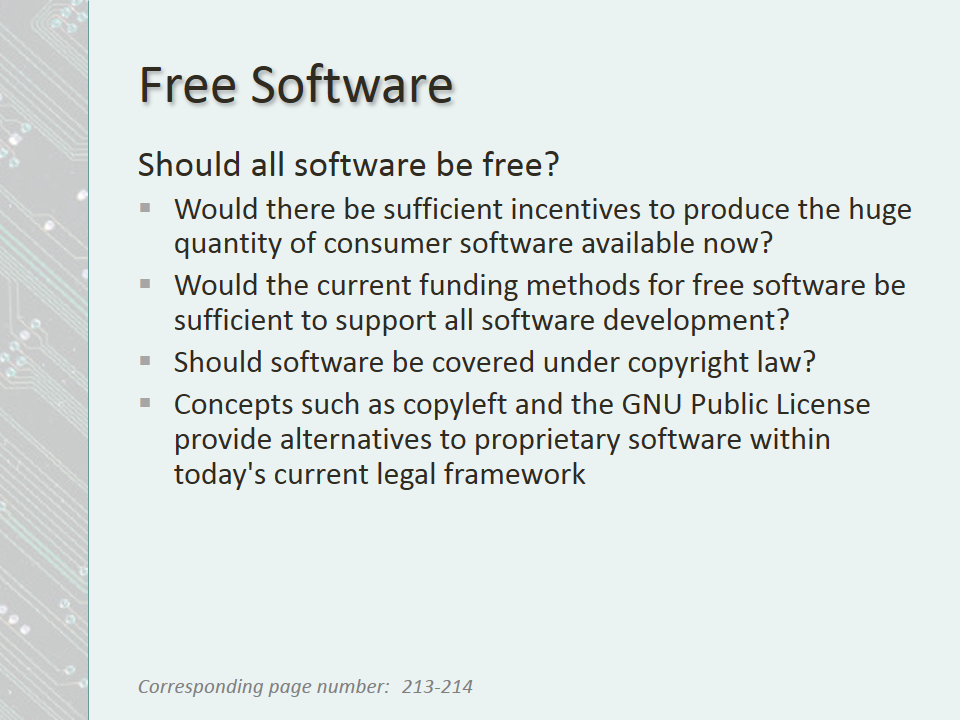 Free Software
Should all software be free?
▪ Would there be sufficient incentives to produce the huge
quantity of consumer software available now?
▪ Would the current funding methods for free software be
sufficient to support all software development?
▪ Should software be covered under copyright law?
▪ Concepts such as copyleft and the GNU Public License
provide alternatives to proprietary software within
today's current legal framework
Corresponding page number: 213-214